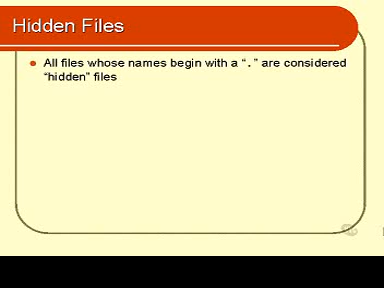 Hidden Files
All files whose names begin with a “.” are considered
“hidden” files